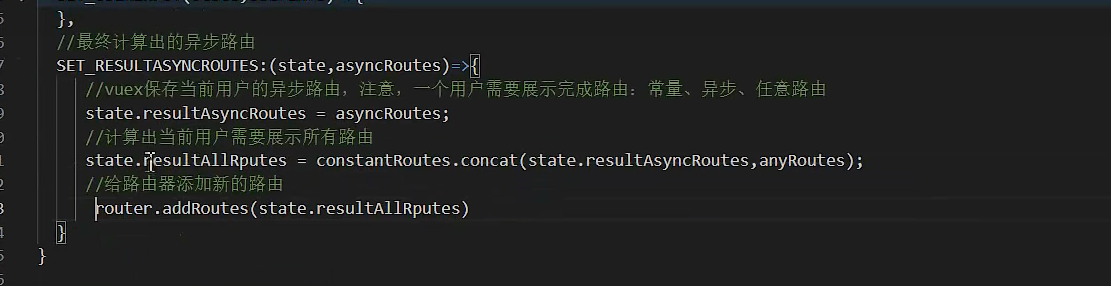 },
//最终计算出的异步路由
SET_RESULTASYNCROUTES:(state,asyncRoutes)=>{
//vuex保存当前用户的异步路由，注意，一个用户需要展示完成路由：常量、异步、任意路由
state.resultAsyncRoutes = asyncRoutes;
//计算出当前用户需要展示所有路由
state.resultAllRputes = constantRoutes.concat(state.resultAsyncRoutes,anyRoutes);
//给路由器添加新的路由
router.addRoutes(state.resultAllRputes)
}
}